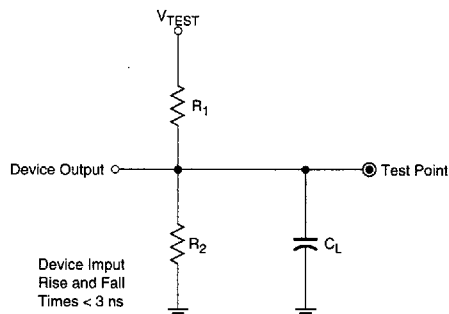 VTEST
R1
Device Output
Test Point
R2
CL
Device Imput
Rise and Fall
Times < 3 ns